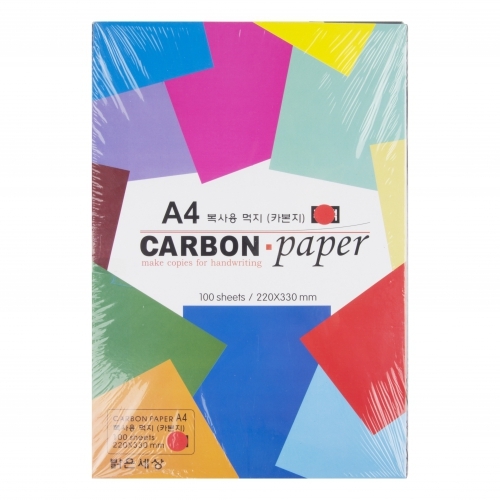 A4 복사용 먹지 (카본지)
CARBON paper
make copies for handwriting
100 sheets / 220X330 mm
CARBON PAPER A4
복사용 먹지 (카본지)
100 sheets
220X330 mm
밝은세상